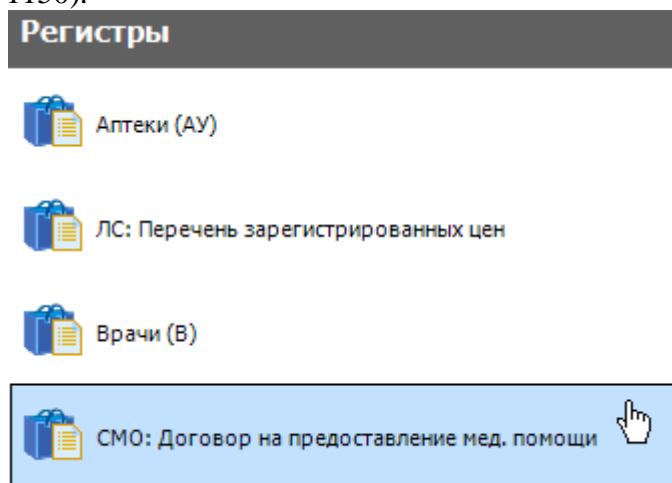 Регистры
Аптеки (АУ)
ЛС: Перечень зарегистрированных цен
Врачи (В)
СМО: Договор на предоставление мед. помощи